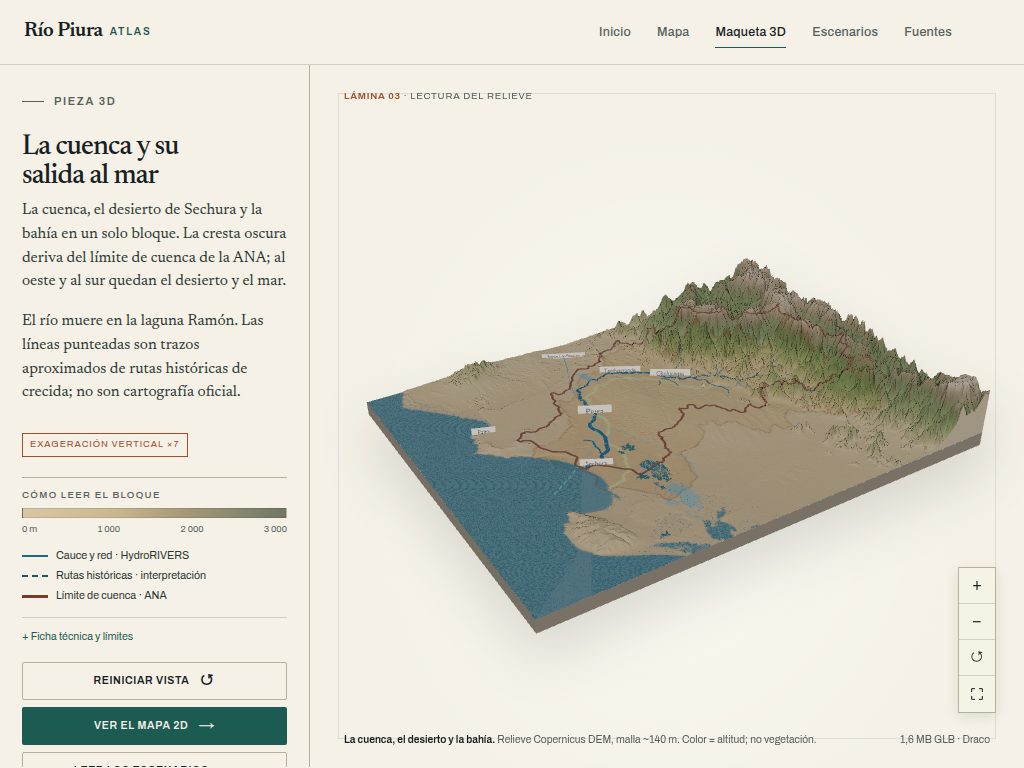 Río Piura ATLAS
Inicio Mapa Maqueta 3D Escenarios Fuentes
PIEZA 3D
La cuenca y su
salida al mar
La cuenca, el desierto de Sechura y la
bahía en un solo bloque. La cresta oscura
deriva del límite de cuenca de la ANA; al
oeste y al sur quedan el desierto y el mar.
El río muere en la laguna Ramón. Las
líneas punteadas son trazos
aproximados de rutas históricas de
crecida; no son cartografía oficial.
EXAGERACIÓN VERTICAL ×7
CÓMO LEER EL BLOQUE
0 m 1 000 2 000 3 000
Cauce y red · HydroRIVERS
Rutas históricas · interpretación
Límite de cuenca · ANA
+ Ficha técnica y límites
REINICIAR VISTA
VER EL MAPA 2D →
LÁMINA 03 · LECTURA DEL RELIEVE
Piura
+
−
La cuenca, el desierto y la bahía. Relieve Copernicus DEM, malla ~140 m. Color = altitud; no vegetación.
1,6 MB GLB · Draco